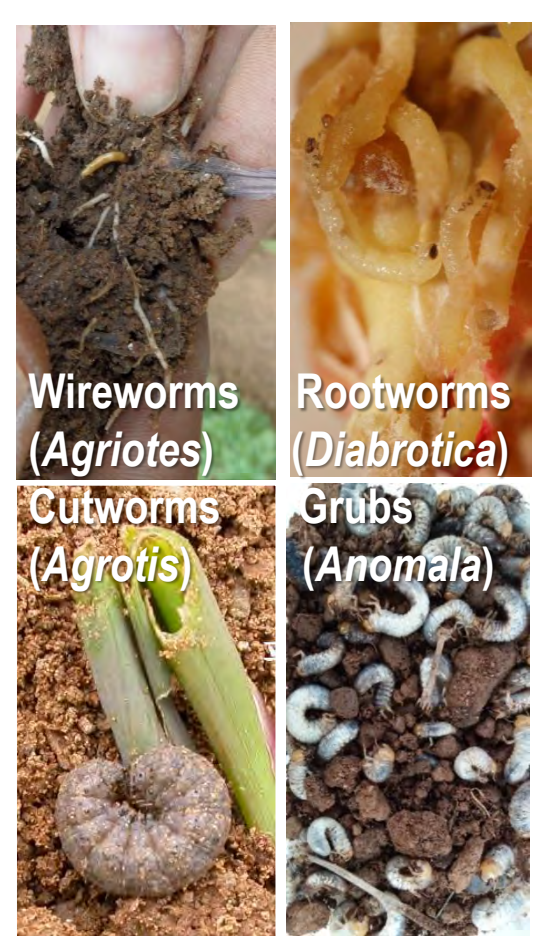 Wireworms
(Agriotes)
Rootworms
(Diabrotica)
Cutworms
(Agrotis)
Grubs
(Anomala)